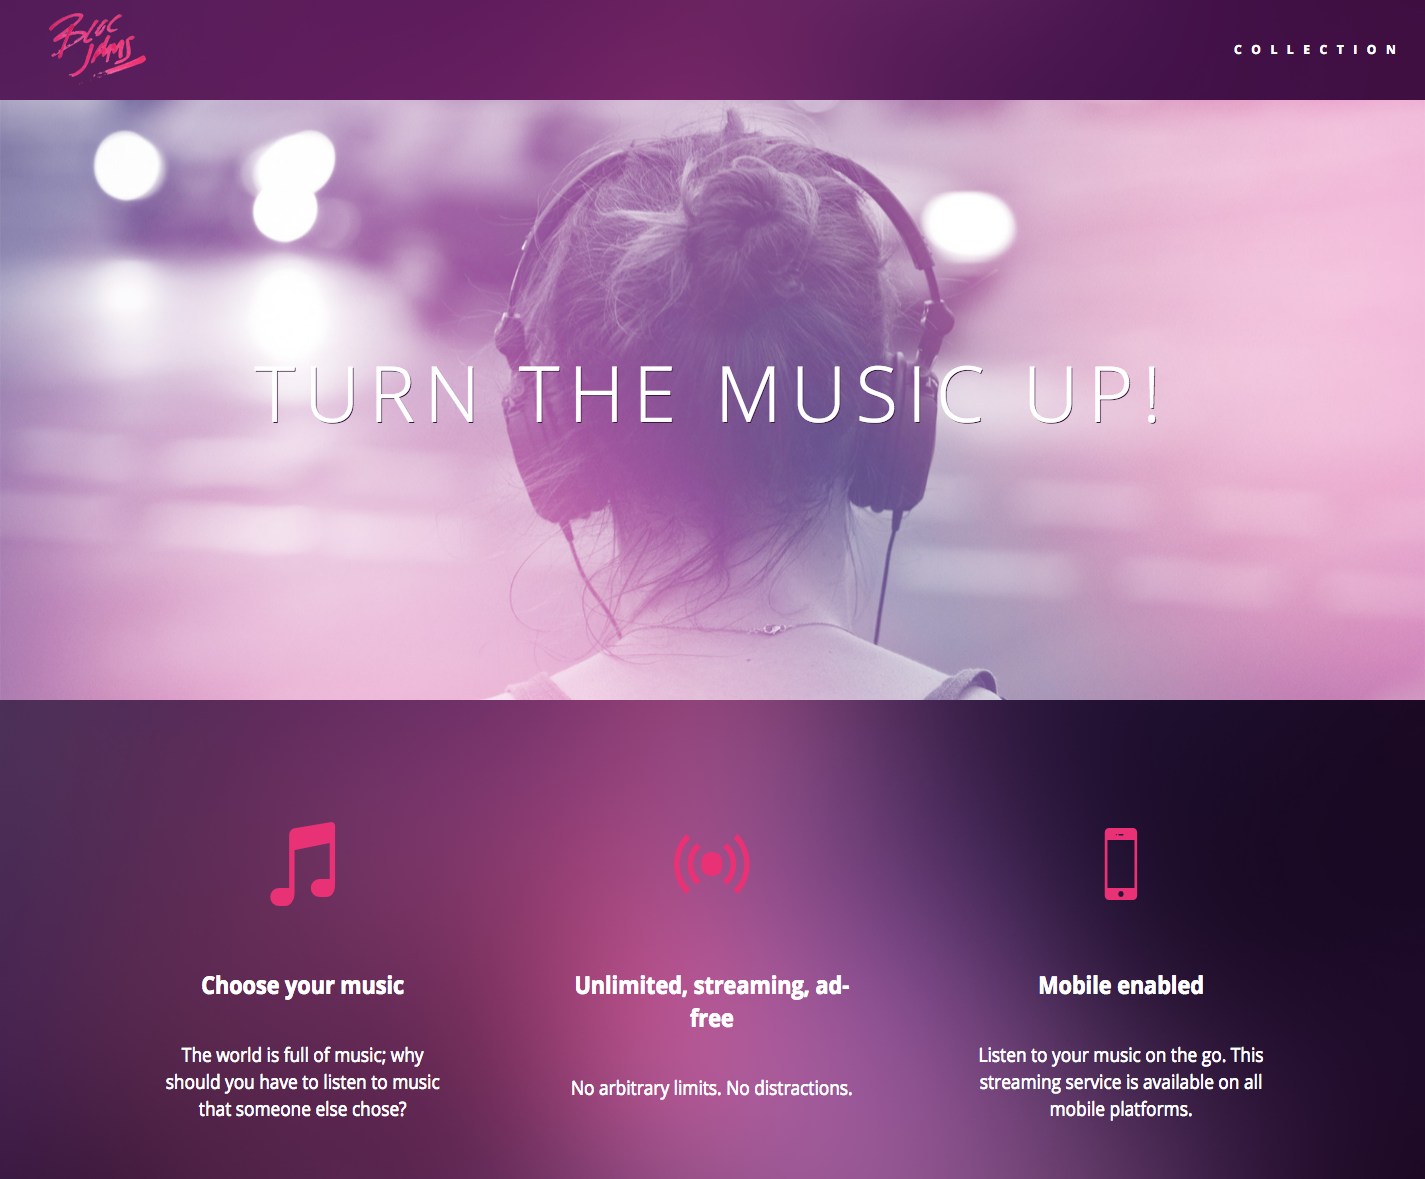 Bloc
Jams
COLLECTION
TURN THE MUSIC UP!
Choose your music
The world is full of music; why
should you have to listen to music
that someone else chose?
Unlimited, streaming, ad-
free
No arbitrary limits. No distractions.
Mobile enabled
Listen to your music on the go. This
streaming service is available on all
mobile platforms.